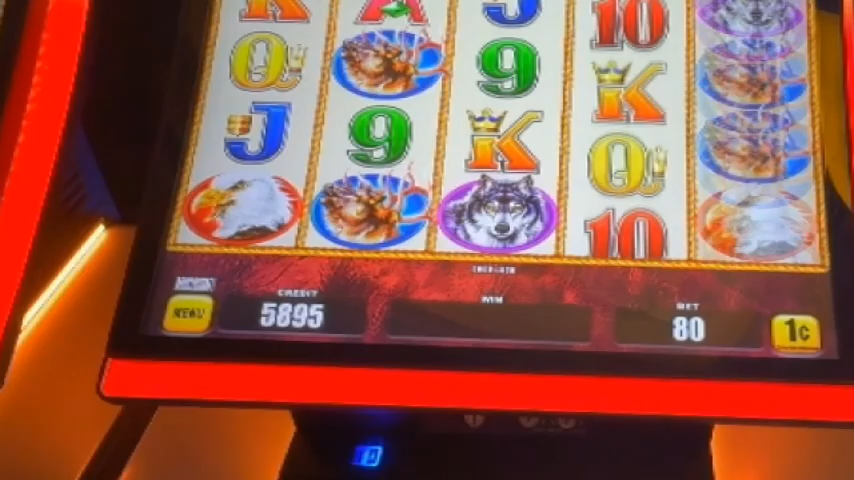 K A J 10
Q 9 K
J 9 K Q
10
CREDIT WIN BET
MENU 5895 80 1¢